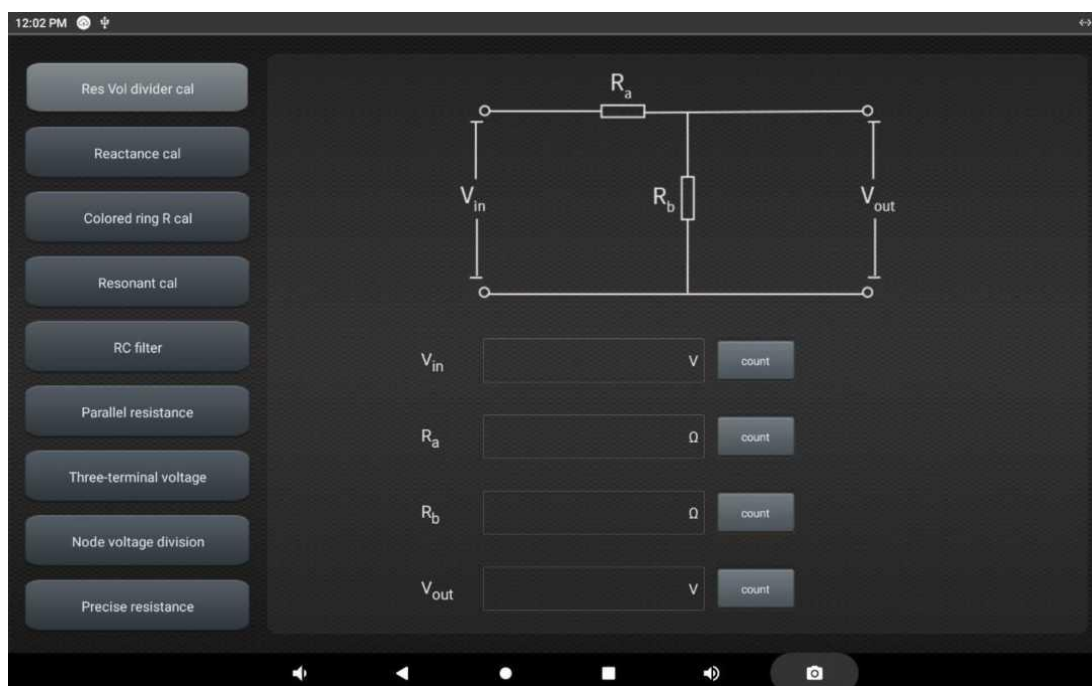 12:02 PM
Res Vol divider cal
Reactance cal
Colored ring R cal
Resonant cal
RC filter
Parallel resistance
Three-terminal voltage
Node voltage division
Precise resistance
Ra
Vin
Rb
Vout
Vin V count
Ra Ω count
Rb Ω count
Vout V count